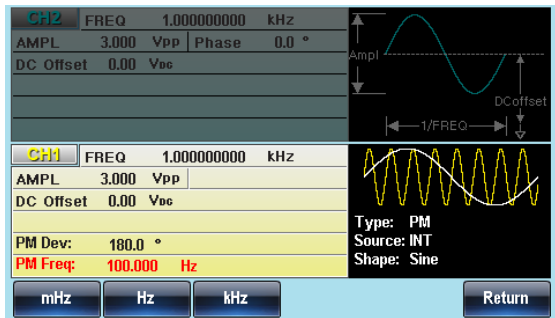 CH2 FREQ 1.000000000 kHz
AMPL 3.000 Vpp Phase 0.0 °
DC Offset 0.00 VDC
Ampl
DCoffset
1/FREQ
CH1 FREQ 1.000000000 kHz
AMPL 3.000 Vpp
DC Offset 0.00 VDC
PM Dev: 180.0 °
PM Freq: 100.000 Hz
Type: PM
Source: INT
Shape: Sine
mHz Hz kHz Return